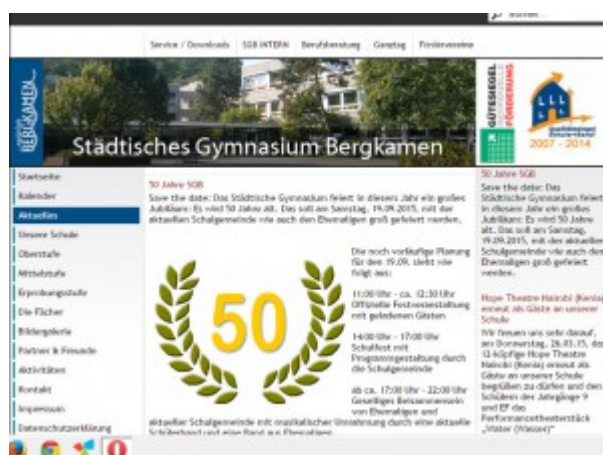 Service / Downloads SGB INTERN Berufsberatung Ganztag Fördervereine
BERGKAMEN
Städtisches Gymnasium Bergkamen
GÜTESIEGEL
FÖRDERUNG
2007 - 2014
Startseite
Kalender
Aktuelles
Unsere Schule
Oberstufe
Mittelstufe
Erprobungsstufe
Die Fächer
Bildergalerie
Partner & Freunde
Aktivitäten
Kontakt
Impressum
Datenschutzerklärung
50 Jahre SGB
Save the date: Das Städtische Gymnasium feiert in diesem Jahr ein großes
Jubiläum: Es wird 50 Jahre alt. Das soll am Samstag, 19.09.2015, mit der
aktuellen Schulgemeinde wie auch den Ehemaligen groß gefeiert werden.
50
Die noch vorläufige Planung
für den 19.09. sieht wie
folgt aus:
11:00 Uhr - ca. 12:30 Uhr
Offizielle Festveranstaltung
mit geladenen Gästen
14:00 Uhr - 17:00 Uhr
Schulfest mit
Programmgestaltung durch
die Schulgemeinde
ab ca. 17:00 Uhr - 22:00 Uhr
Geselliges Beisammensein
von Ehemaligen und
aktueller Schulgemeinde mit musikalischer Umrahmung durch eine aktuelle
Schülerband und eine Band aus Ehemaligen
50 Jahre SGB
Save the date: Das
Städtische Gymnasium feiert
in diesem Jahr ein großes
Jubiläum: Es wird 50 Jahre
alt. Das soll am Samstag,
19.09.2015, mit der aktuellen
Schulgemeinde wie auch den
Ehemaligen groß gefeiert
werden.
Hope Theatre Nairobi (Kenia)
erneut als Gäste an unserer
Schule
Wir freuen uns sehr darauf,
am Donnerstag, 26.03.15, das
12-köpfige Hope Theatre
Nairobi (Kenia) erneut als
Gäste an unserer Schule
begrüßen zu dürfen und den
Schülern der Jahrgänge 9
und EF das
Performancetheaterstück
„Water (Wasser)"